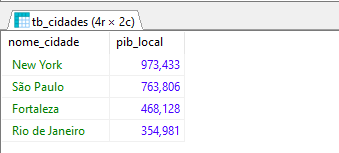 tb_cidades (4r × 2c)
nome_cidade pib_local
New York 973,433
São Paulo 763,806
Fortaleza 468,128
Rio de Janeiro 354,981